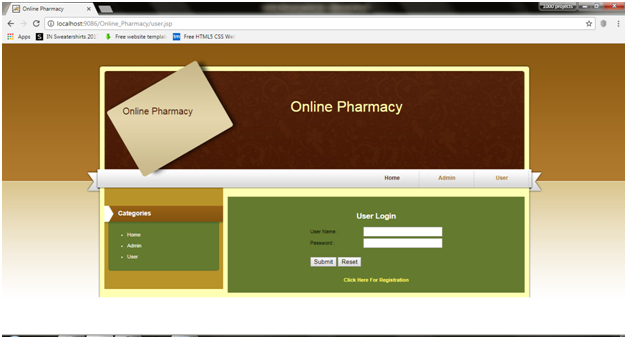 Online Pharmacy
1000 projects
localhost:9086/Online_Pharmacy/user.jsp
Apps
IN Sweatershirts 201
Free website templat
Free HTML5 CSS We
Online Pharmacy
Online Pharmacy
Home
Admin
User
Categories
Home
Admin
User
User Login
User Name
Password
Submit
Reset
Click Here For Registration